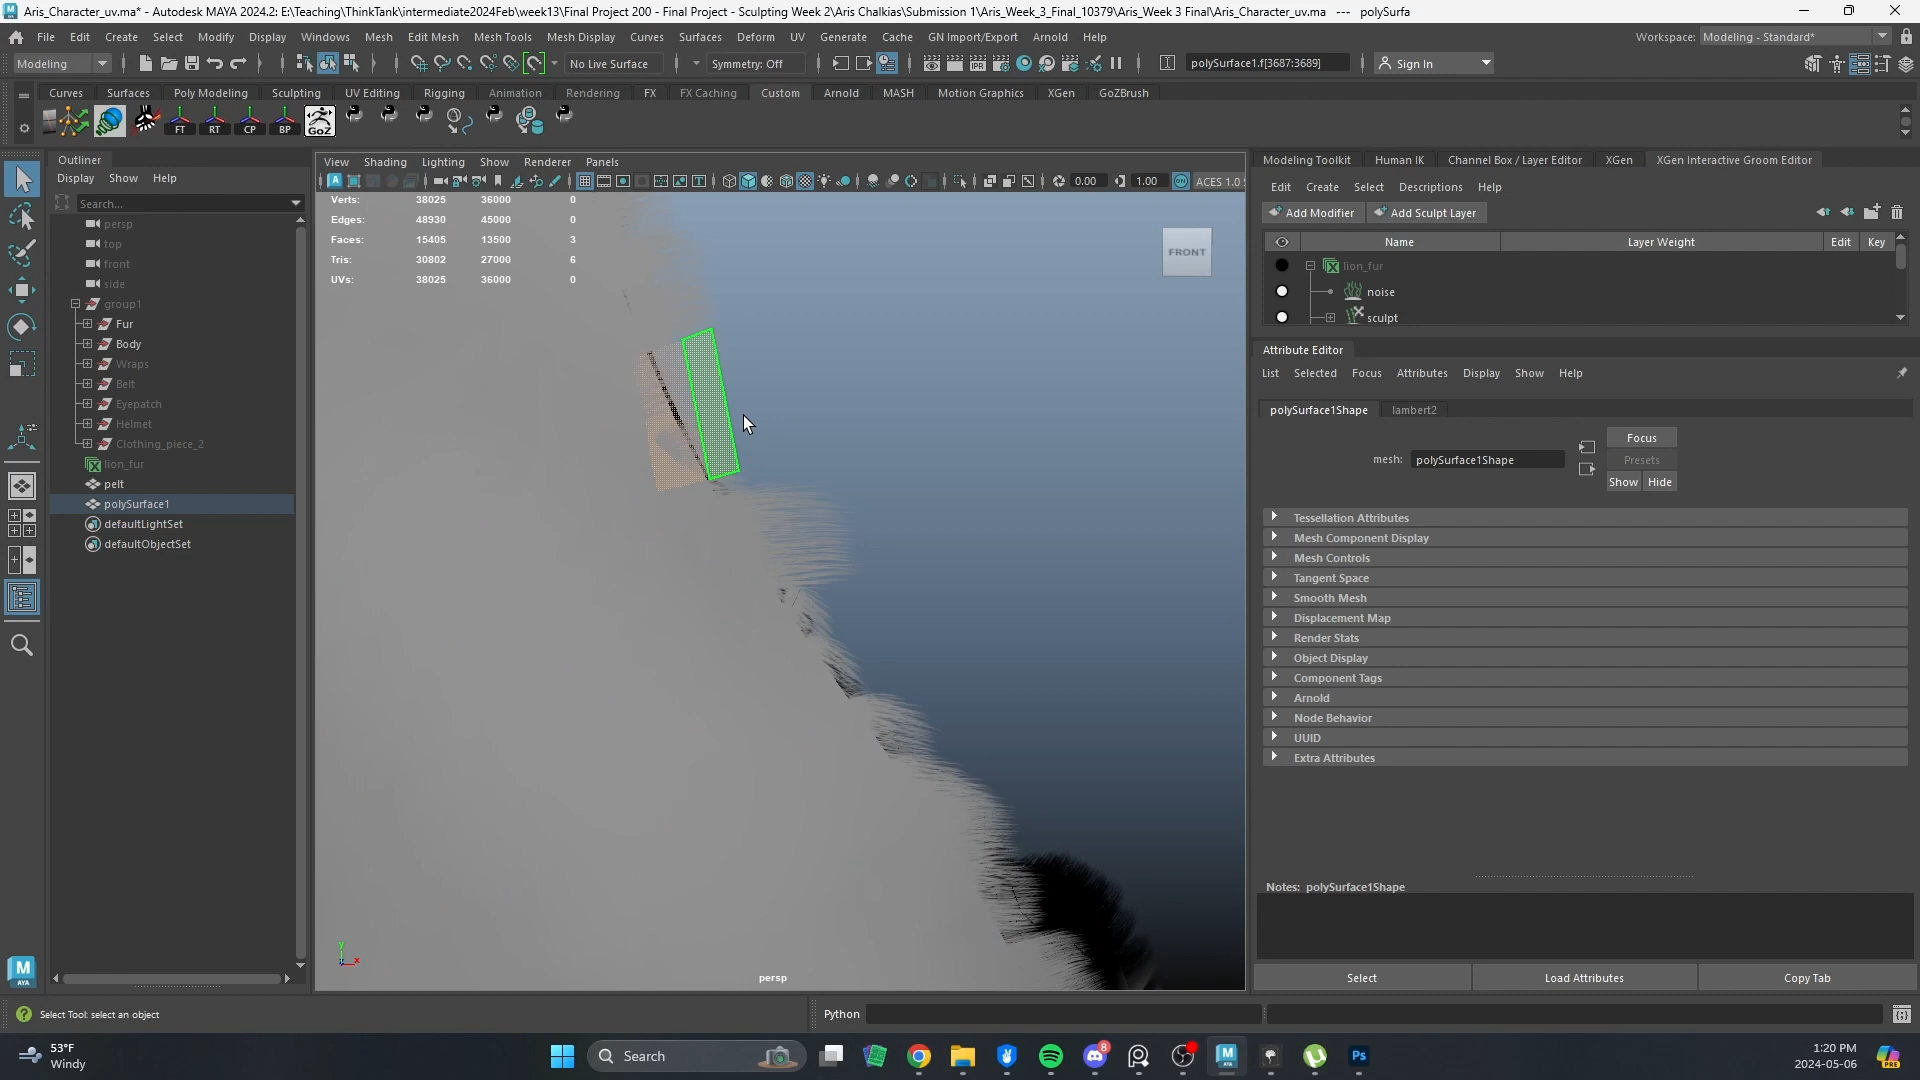 Aris_Character_uv.ma* - Autodesk MAYA 2024.2: E:\Teaching\ThinkTank\intermediate2024Feb\week13\Final Project 200 - Final Project - Sculpting Week 2\Aris Chalkias\Submission 1\Aris_Week_3_Final_10379\Aris_Week 3 Final\Aris_Character_uv.ma --- polySurfa
File Edit Create Select Modify Display Windows Mesh Edit Mesh Mesh Tools Mesh Display Curves Surfaces Deform UV Generate Cache GN Import/Export Arnold Help Workspace: Modeling - Standard*
Modeling No Live Surface Symmetry: Off IPR polySurface1.f[3687:3689] Sign In
Curves Surfaces Poly Modeling Sculpting UV Editing Rigging Animation Rendering FX FX Caching Custom Arnold MASH Motion Graphics XGen GoZBrush
FT RT CP BP GoZ
Outliner
Display Show Help
Search...
persp
top
front
side
group1
Fur
Body
Wraps
Belt
Eyepatch
Helmet
Clothing_piece_2
lion_fur
pelt
polySurface1
defaultLightSet
defaultObjectSet
View Shading Lighting Show Renderer Panels
0.00 1.00 ACES 1.0
Verts: 38025 36000 0
Edges: 48930 45000 0
Faces: 15405 13500 3
Tris: 30802 27000 6
UVs: 38025 36000 0
FRONT
y
x
persp
Modeling Toolkit Human IK Channel Box / Layer Editor XGen XGen Interactive Groom Editor
Edit Create Select Descriptions Help
Add Modifier Add Sculpt Layer
Name Layer Weight Edit Key
lion_fur
noise
sculpt
Attribute Editor
List Selected Focus Attributes Display Show Help
polySurface1Shape lambert2
Focus
mesh: polySurface1Shape
Presets
Show Hide
Tessellation Attributes
Mesh Component Display
Mesh Controls
Tangent Space
Smooth Mesh
Displacement Map
Render Stats
Object Display
Component Tags
Arnold
Node Behavior
UUID
Extra Attributes
Notes: polySurface1Shape
Select Load Attributes Copy Tab
Select Tool: select an object
Python
53°F
Windy
Search
8
1:20 PM
2024-05-06